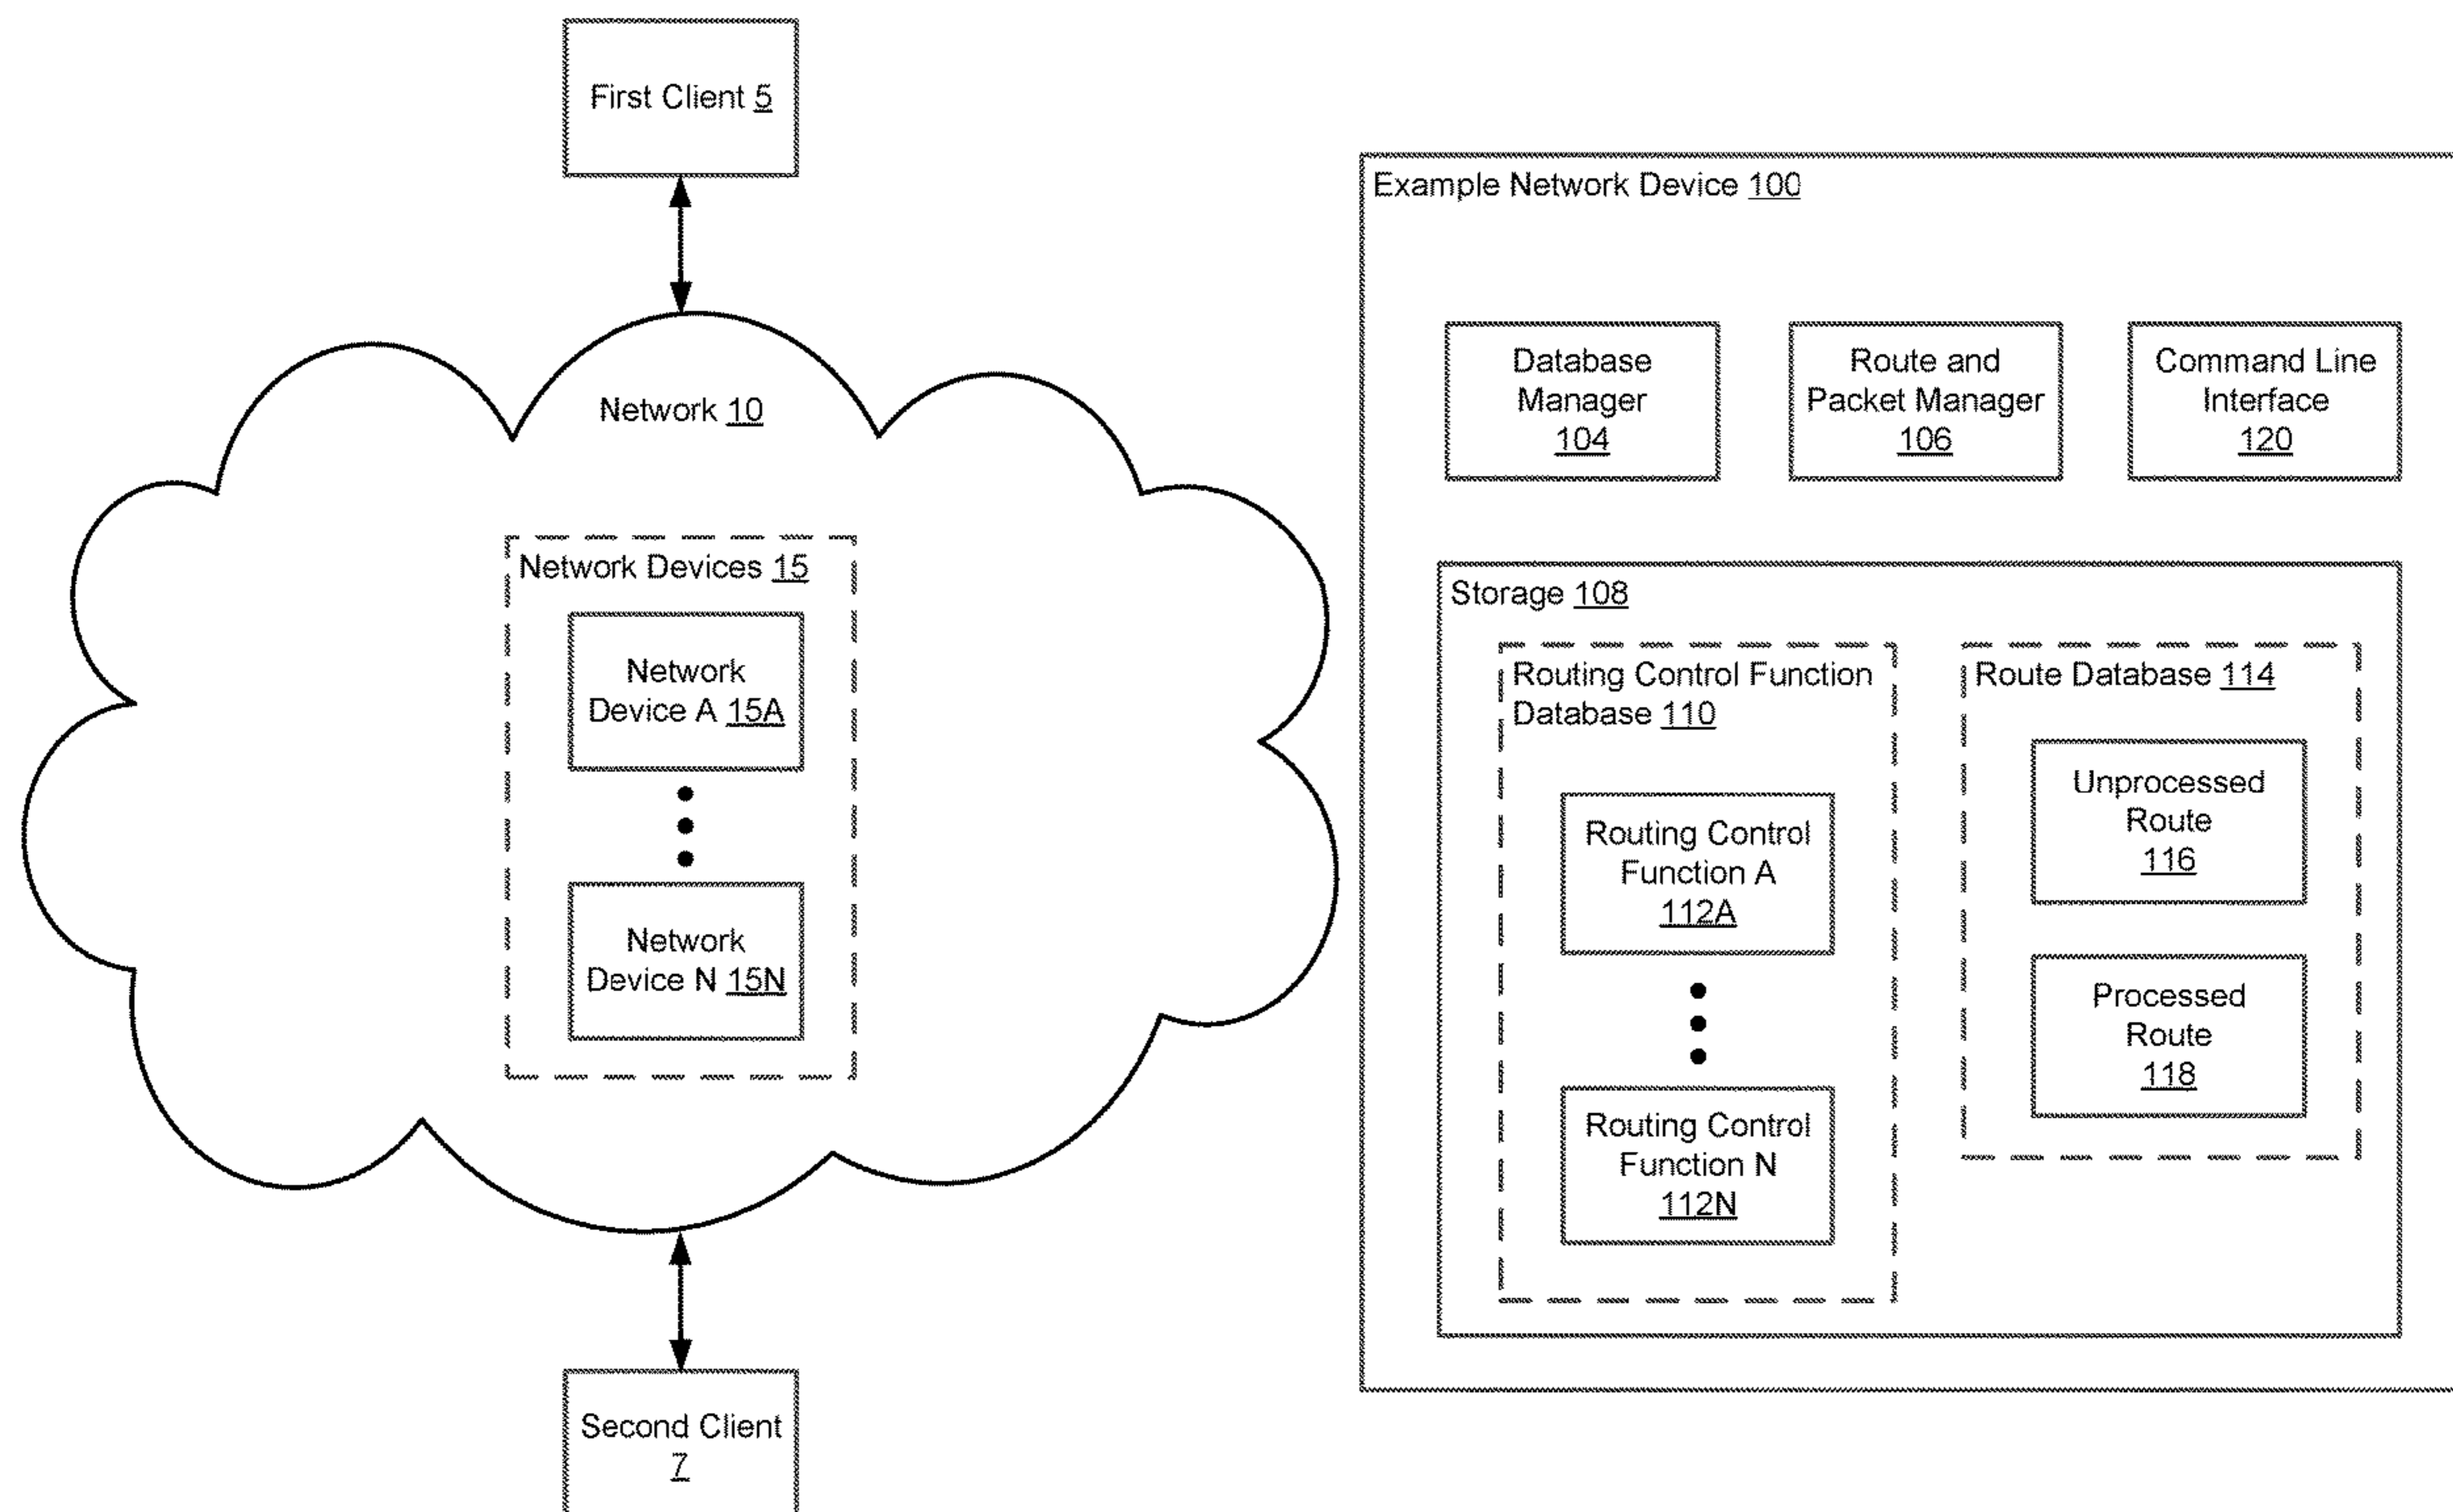 First Client 5
Network 10
Network Devices 15
Network
Device A 15A
Network
Device N 15N
Second Client
7
Example Network Device 100
Database
Manager
104
Route and
Packet Manager
106
Command Line
Interface
120
Storage 108
Routing Control Function
Database 110
Routing Control
Function A
112A
Routing Control
Function N
112N
Route Database 114
Unprocessed
Route
116
Processed
Route
118